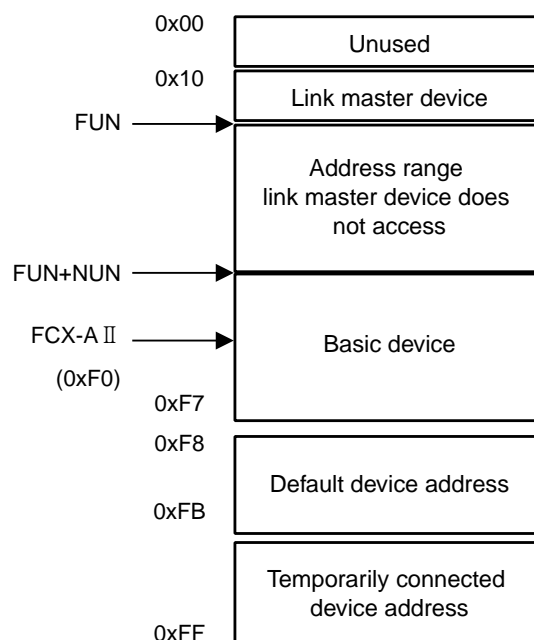 0x00
Unused
0x10
Link master device
FUN
Address range
link master device does
not access
FUN+NUN
FCX-A Ⅱ
Basic device
(0xF0)
0xF7
0xF8
Default device address
0xFB
Temporarily connected
device address
0xFF